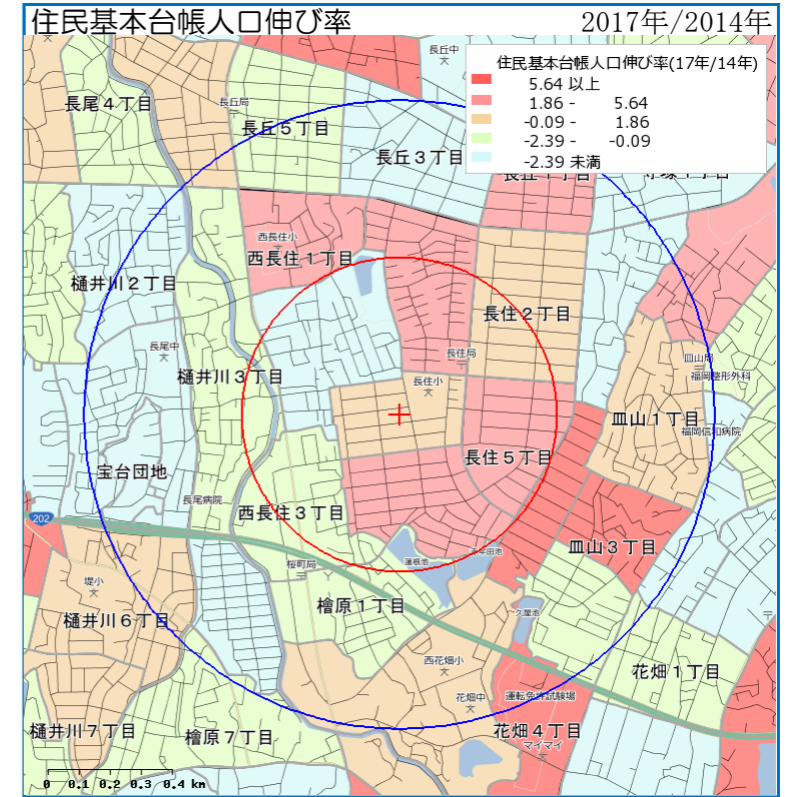 住民基本台帳人口伸び率 2017年/2014年
住民基本台帳人口伸び率(17年/14年)
5.64 以上
1.86 - 5.64
-0.09 - 1.86
-2.39 - -0.09
-2.39 未満
長丘中
文
長尾４丁目
長丘局
長丘５丁目
長丘３丁目
長丘１丁目
西長住小
文
西長住１丁目
樋井川２丁目
長住２丁目
長尾中
文
長住局
皿山局
樋井川３丁目
長住小
文
福岡整形外科
皿山１丁目
福岡信和病院
長住５丁目
宝台団地
長尾病院
西長住３丁目
202
皿山３丁目
蓮根池
桜町局
堤小
文
檜原１丁目
久保池
樋井川６丁目
西花畑小
文
花畑１丁目
花畑中
文
運転免許試験場
樋井川７丁目
檜原７丁目
花畑４丁目
マイマイ
0 0.1 0.2 0.3 0.4 km